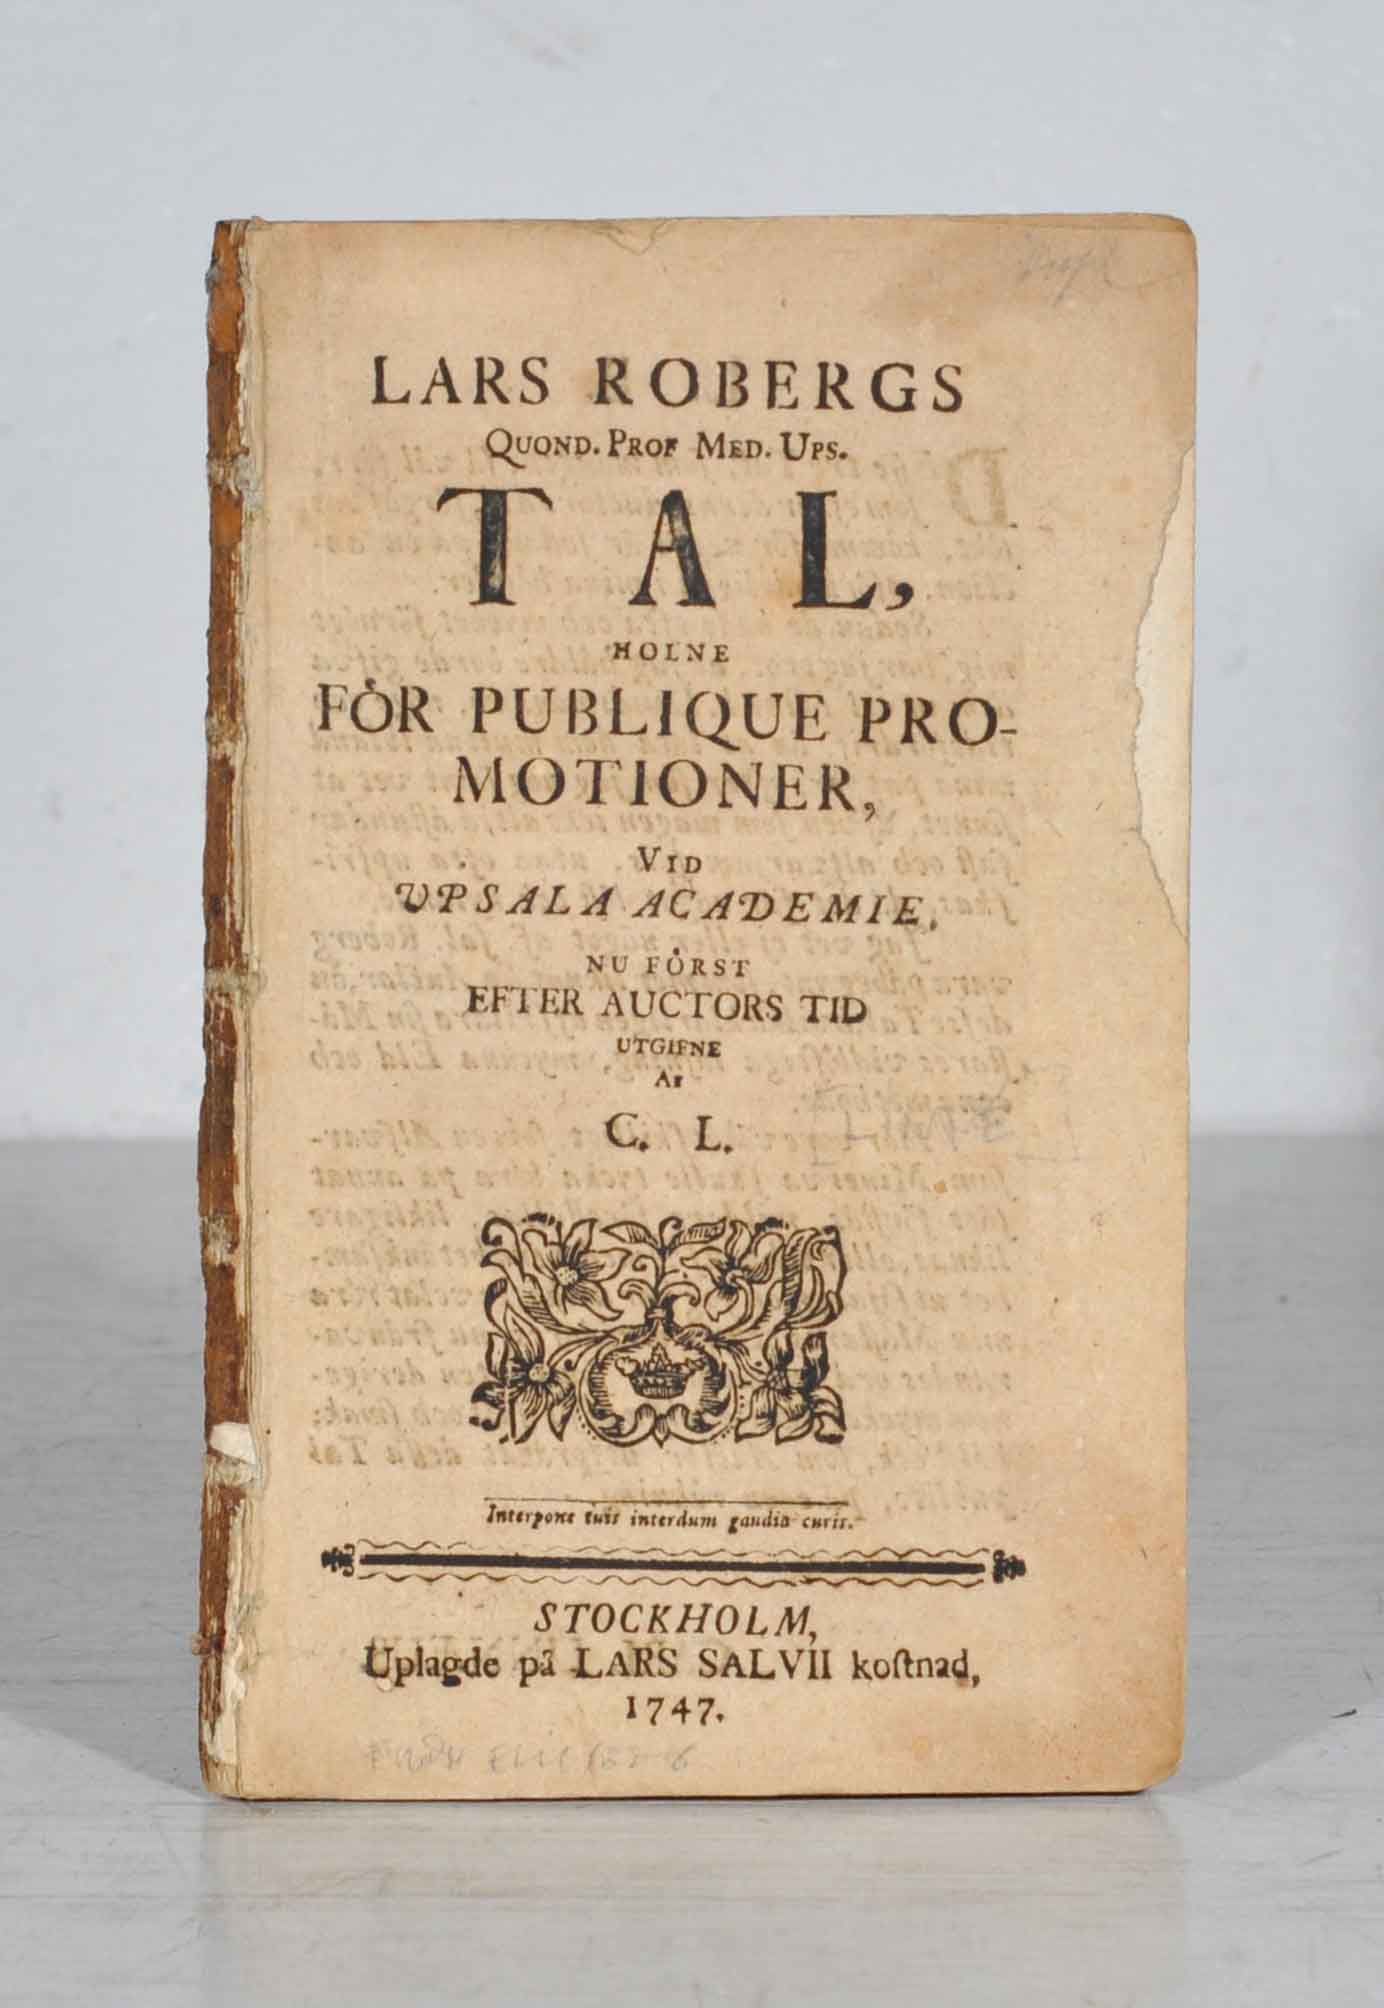 LARS ROBERGS
QUOND. PROF MED. UPS.
TAL,
HOLNE
FÖR PUBLIQUE PRO-
MOTIONER,
VID
UPSALA ACADEMIE,
NU FÖRST
EFTER AUCTORS TID
UTGIFNE
AF
C. L.
Interpone tuis interdum gaudia curis.
STOCKHOLM,
Uplagde på LARS SALVII koſtnad,
1747.